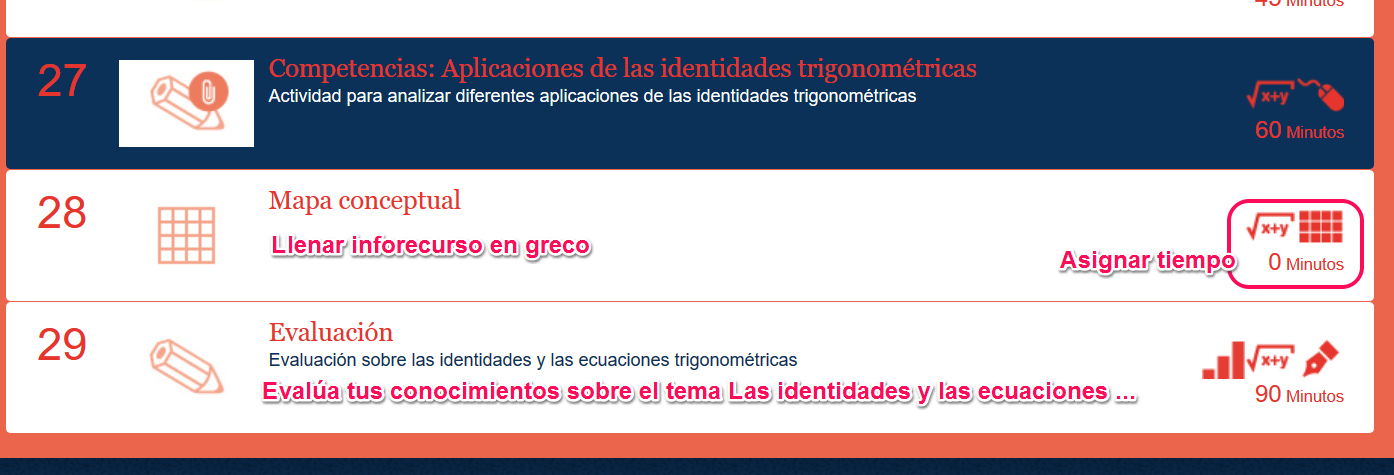 45 Minutos
27
Competencias: Aplicaciones de las identidades trigonométricas
Actividad para analizar diferentes aplicaciones de las identidades trigonométricas
√x+y
60 Minutos
28
Mapa conceptual
Llenar inforecurso en greco
√x+y
Asignar tiempo
0 Minutos
29
Evaluación
Evaluación sobre las identidades y las ecuaciones trigonométricas
√x+y
Evalúa tus conocimientos sobre el tema Las identidades y las ecuaciones ...
90 Minutos